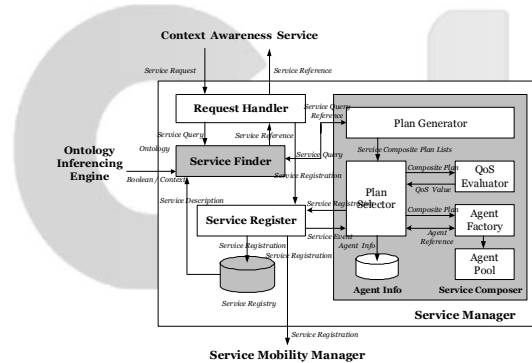 Context Awareness Service
Service Request
Service Reference
Request Handler
Service Query
Reference
Plan Generator
Service Query
Service Reference
Ontology
Inferencing
Engine
Ontology
Service Finder
Boolean / Context
Service Query
Service Registration
Service Description
Service Composite Plan Lists
Plan
Selector
Composite Plan
QoS Value
QoS
Evaluator
Service Registration
Service Register
Service Event
Composite Plan
Agent
Reference
Agent
Factory
Service Registration
Service Registration
Agent Info
Agent
Pool
Service Registry
Agent Info
Service Composer
Service Manager
Service Registration
Service Mobility Manager